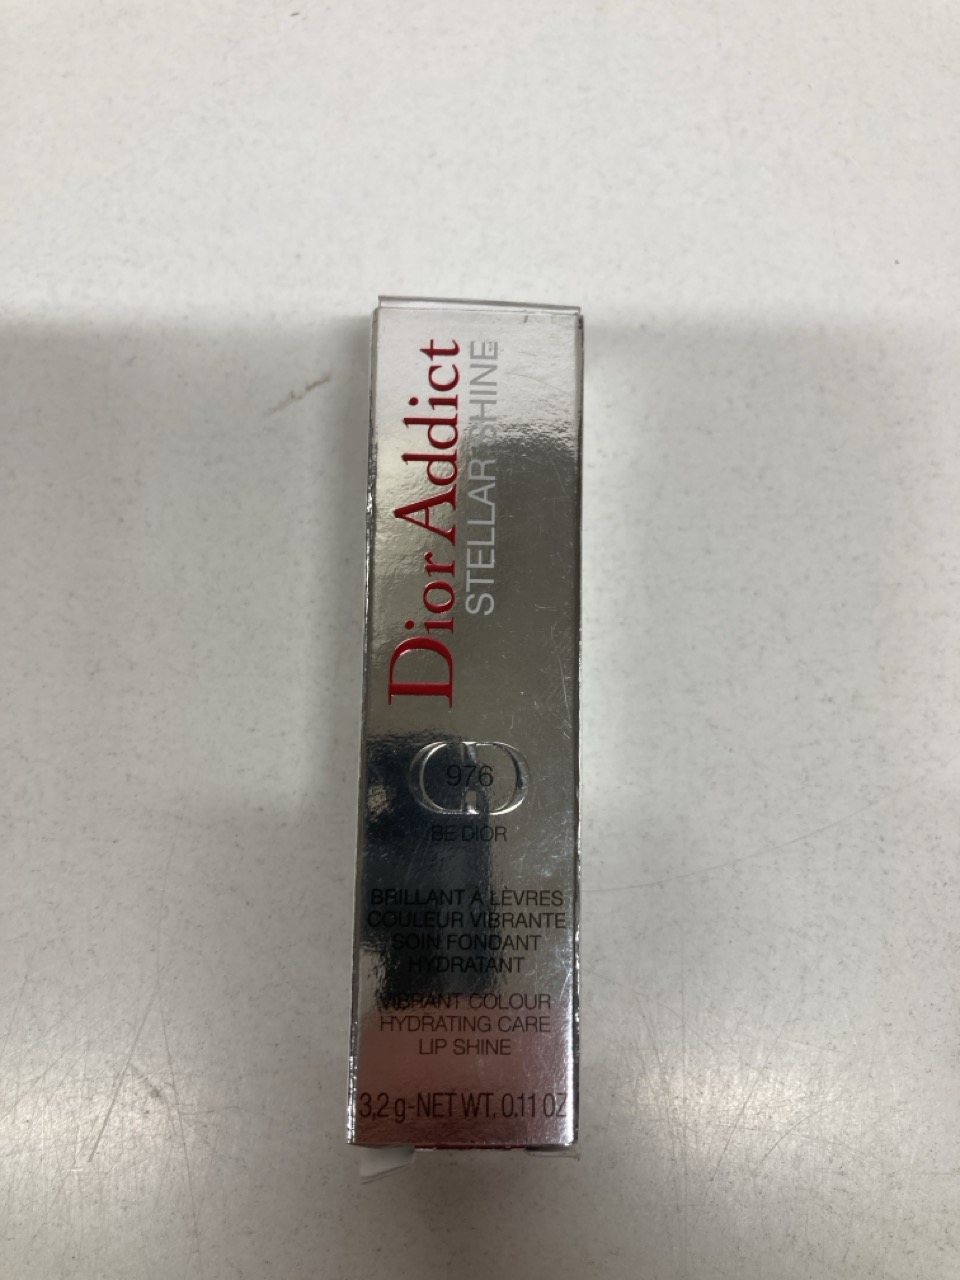 Dior Addict
STELLAR SHINE
CD
976
BE DIOR
BRILLANT À LÈVRES
COULEUR VIBRANTE
SOIN FONDANT
HYDRATANT
VIBRANT COLOUR
HYDRATING CARE
LIP SHINE
3,2 g-NET WT. 0.11 OZ